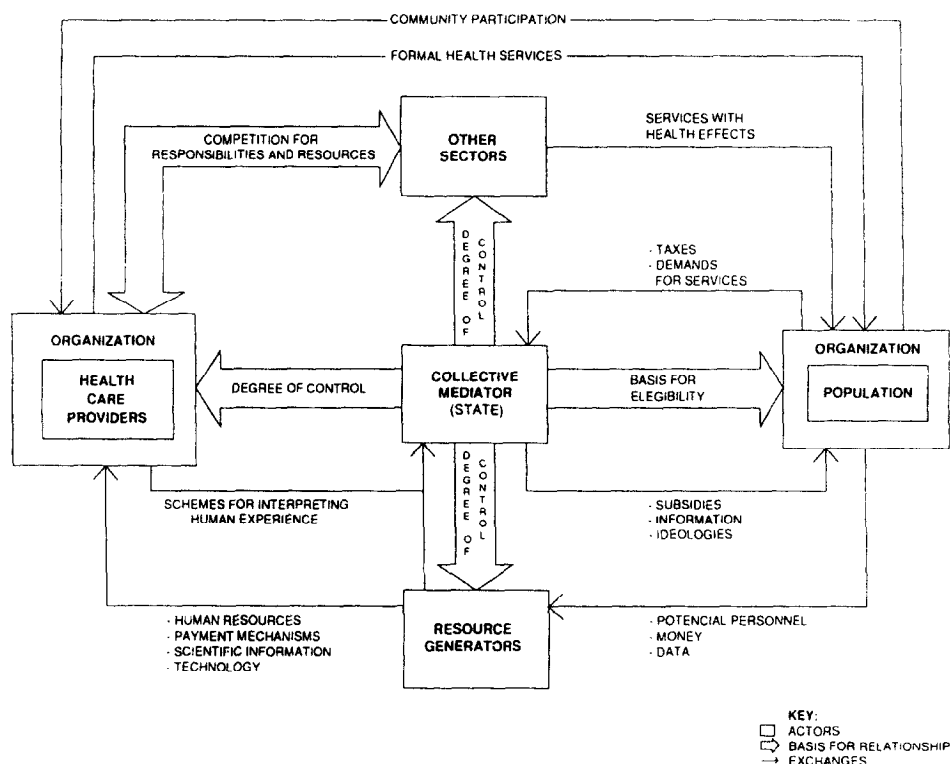 COMMUNITY PARTICIPATION
FORMAL HEALTH SERVICES
COMPETITION FOR
RESPONSIBILITIES AND RESOURCES
OTHER
SECTORS
SERVICES WITH
HEALTH EFFECTS
DEGREE OF
CONTROL
- TAXES
- DEMANDS
FOR SERVICES
ORGANIZATION
HEALTH
CARE
PROVIDERS
DEGREE OF CONTROL
COLLECTIVE
MEDIATOR
(STATE)
BASIS FOR
ELEGIBILITY
ORGANIZATION
POPULATION
SCHEMES FOR INTERPRETING
HUMAN EXPERIENCE
DEGREE OF
CONTROL
- SUBSIDIES
- INFORMATION
- IDEOLOGIES
- HUMAN RESOURCES
- PAYMENT MECHANISMS
- SCIENTIFIC INFORMATION
- TECHNOLOGY
RESOURCE
GENERATORS
- POTENCIAL PERSONNEL
- MONEY
- DATA
KEY:
ACTORS
BASIS FOR RELATIONSHIP
EXCHANGES